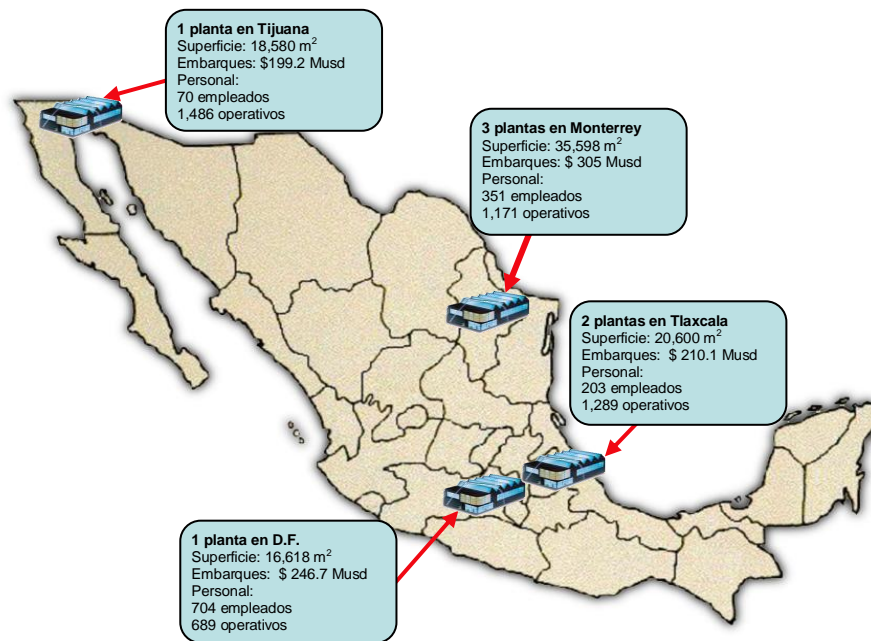 1 planta en Tijuana
Superficie: 18,580 m²
Embarques: $199.2 Musd
Personal:
70 empleados
1,486 operativos
3 plantas en Monterrey
Superficie: 35,598 m²
Embarques: $ 305 Musd
Personal:
351 empleados
1,171 operativos
2 plantas en Tlaxcala
Superficie: 20,600 m²
Embarques: $ 210.1 Musd
Personal:
203 empleados
1,289 operativos
1 planta en D.F.
Superficie: 16,618 m²
Embarques: $ 246.7 Musd
Personal:
704 empleados
689 operativos